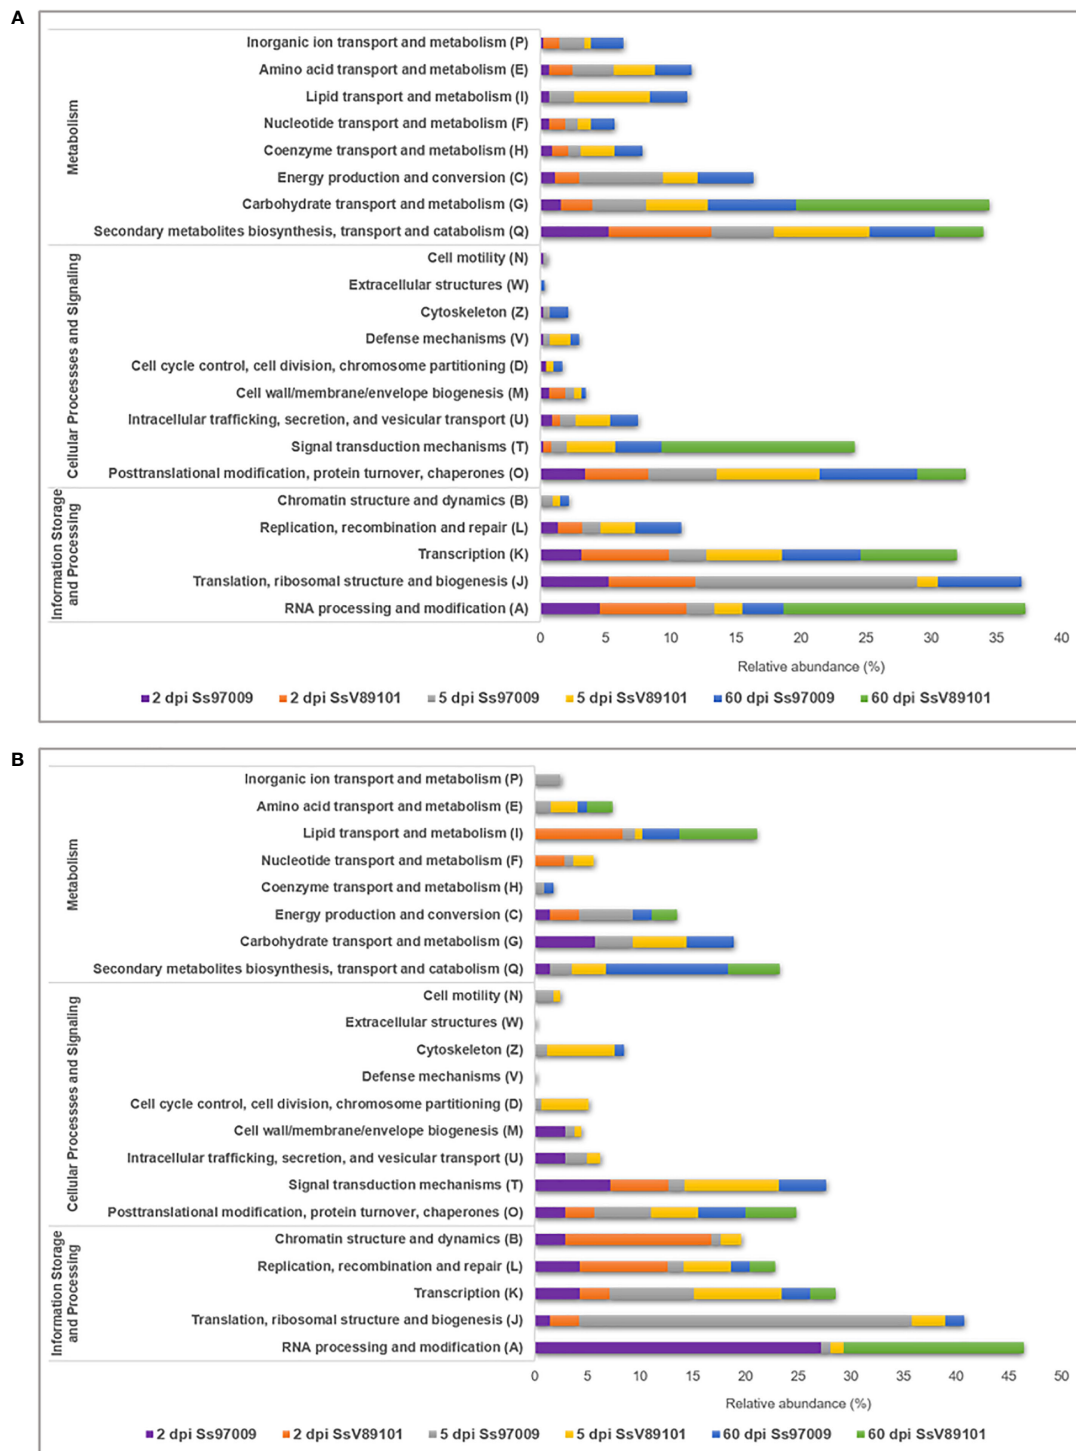 A
Metabolism
Inorganic ion transport and metabolism (P)
Amino acid transport and metabolism (E)
Lipid transport and metabolism (I)
Nucleotide transport and metabolism (F)
Coenzyme transport and metabolism (H)
Energy production and conversion (C)
Carbohydrate transport and metabolism (G)
Secondary metabolites biosynthesis, transport and catabolism (Q)
Cellular Processses and Signaling
Cell motility (N)
Extracellular structures (W)
Cytoskeleton (Z)
Defense mechanisms (V)
Cell cycle control, cell division, chromosome partitioning (D)
Cell wall/membrane/envelope biogenesis (M)
Intracellular trafficking, secretion, and vesicular transport (U)
Signal transduction mechanisms (T)
Posttranslational modification, protein turnover, chaperones (O)
Information Storage
and Processing
Chromatin structure and dynamics (B)
Replication, recombination and repair (L)
Transcription (K)
Translation, ribosomal structure and biogenesis (J)
RNA processing and modification (A)
0 5 10 15 20 25 30 35 40
Relative abundance (%)
2 dpi Ss97009 2 dpi SsV89101 5 dpi Ss97009 5 dpi SsV89101 60 dpi Ss97009 60 dpi SsV89101
B
Metabolism
Inorganic ion transport and metabolism (P)
Amino acid transport and metabolism (E)
Lipid transport and metabolism (I)
Nucleotide transport and metabolism (F)
Coenzyme transport and metabolism (H)
Energy production and conversion (C)
Carbohydrate transport and metabolism (G)
Secondary metabolites biosynthesis, transport and catabolism (Q)
Cellular Processses and Signaling
Cell motility (N)
Extracellular structures (W)
Cytoskeleton (Z)
Defense mechanisms (V)
Cell cycle control, cell division, chromosome partitioning (D)
Cell wall/membrane/envelope biogenesis (M)
Intracellular trafficking, secretion, and vesicular transport (U)
Signal transduction mechanisms (T)
Posttranslational modification, protein turnover, chaperones (O)
Information Storage
and Processing
Chromatin structure and dynamics (B)
Replication, recombination and repair (L)
Transcription (K)
Translation, ribosomal structure and biogenesis (J)
RNA processing and modification (A)
0 5 10 15 20 25 30 35 40 45 50
Relative abundance (%)
2 dpi Ss97009 2 dpi SsV89101 5 dpi Ss97009 5 dpi SsV89101 60 dpi Ss97009 60 dpi SsV89101